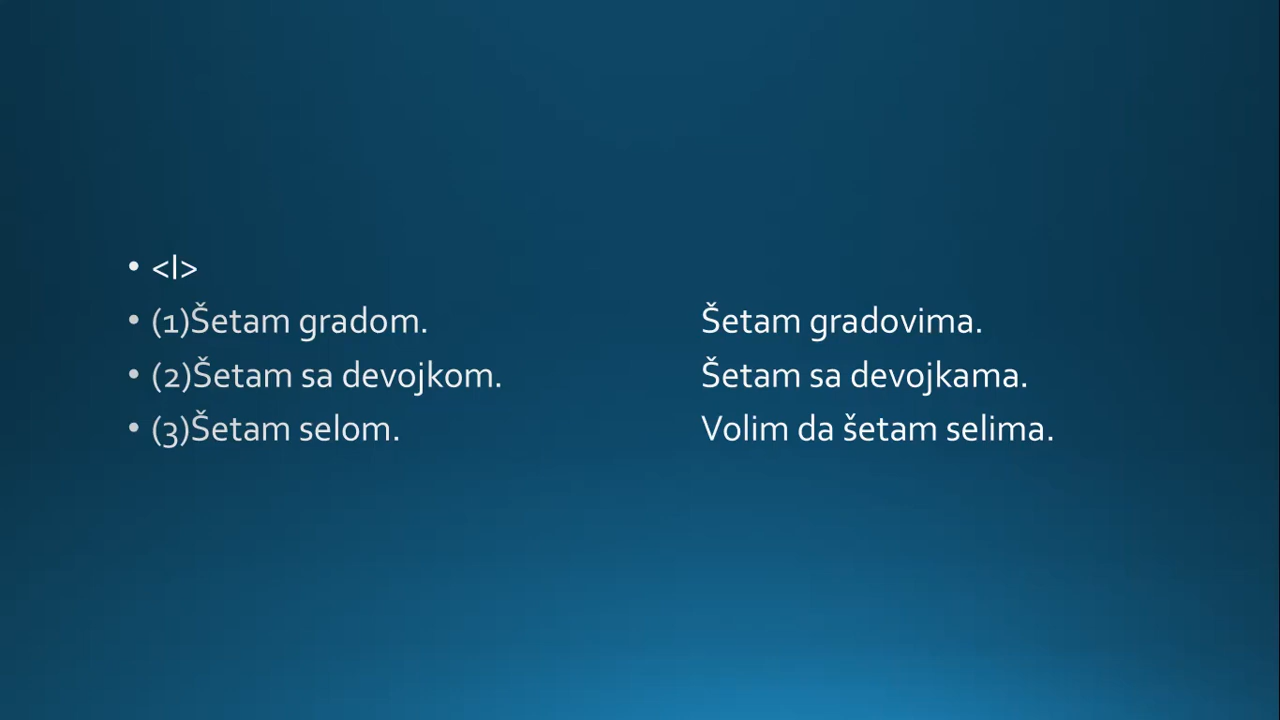 • <I>
• (1)Šetam gradom. Šetam gradovima.
• (2)Šetam sa devojkom. Šetam sa devojkama.
• (3)Šetam selom. Volim da šetam selima.